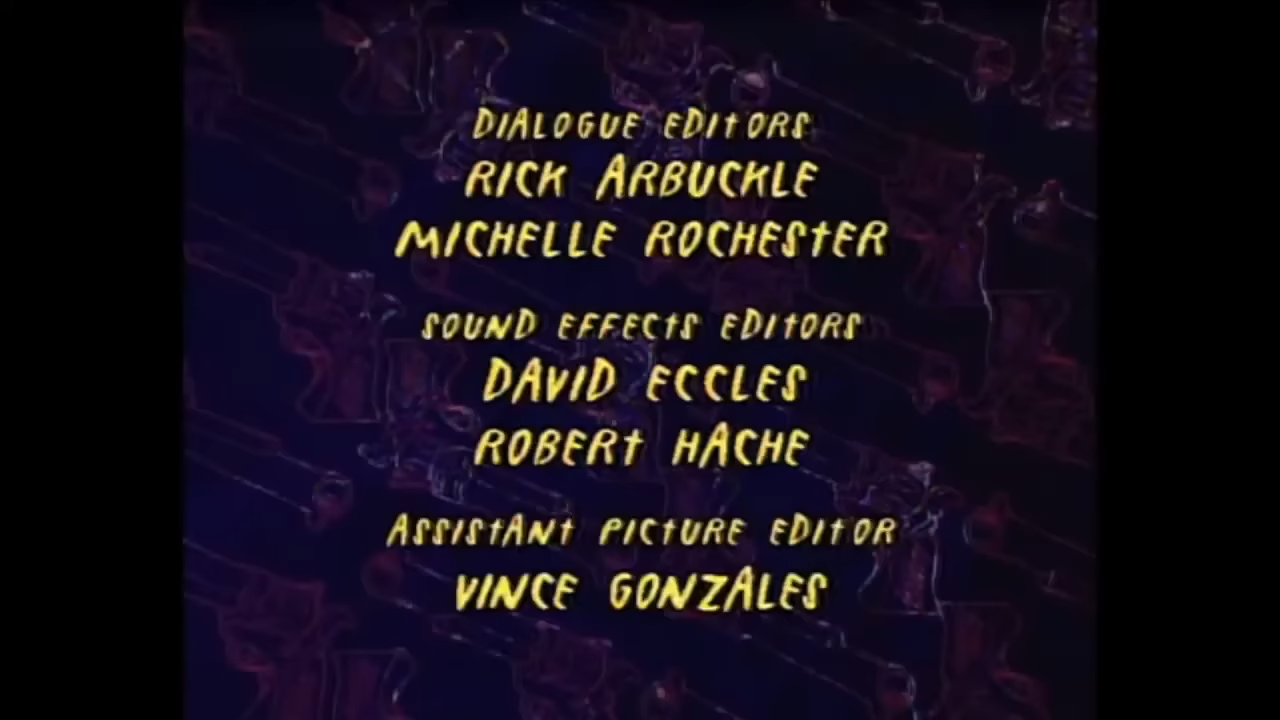 DIALOGUE EDITORS
RICK ARBUCKLE
MICHELLE ROCHESTER
SOUND EFFECTS EDITORS
DAVID ECCLES
ROBERT HACHE
ASSISTANT PICTURE EDITOR
VINCE GONZALES